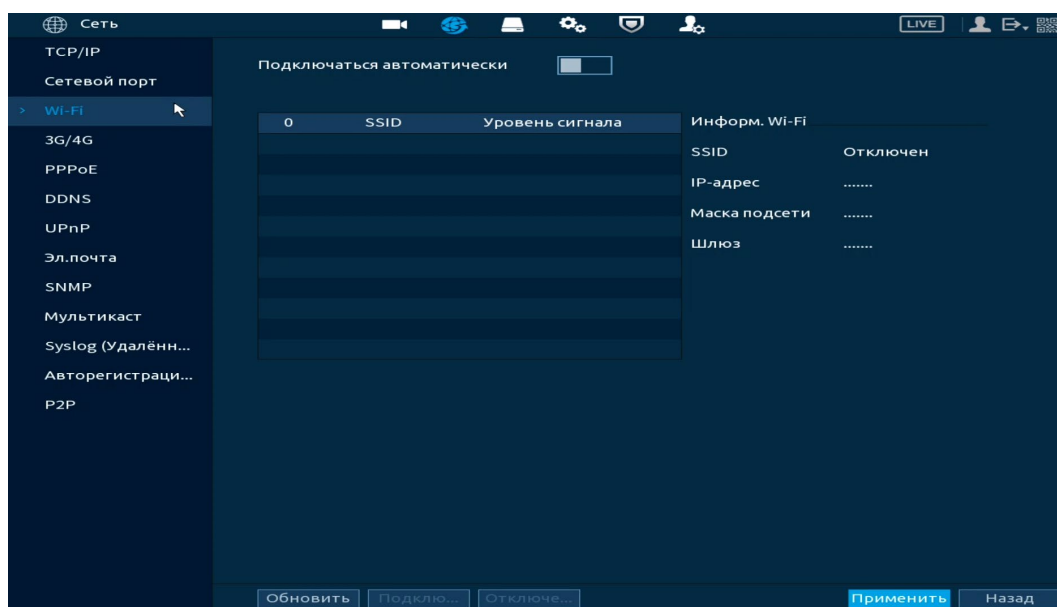 Сеть
LIVE
TCP/IP
Сетевой порт
Wi-Fi
3G/4G
PPPoE
DDNS
UPnP
Эл.почта
SNMP
Мультикаст
Syslog (Удалённ...
Авторегистраци...
P2P
Подключаться автоматически
0 SSID Уровень сигнала
Информ. Wi-Fi
SSID Отключен
IP-адрес .......
Маска подсети .......
Шлюз .......
Обновить Подклю... Отключе... Применить Назад